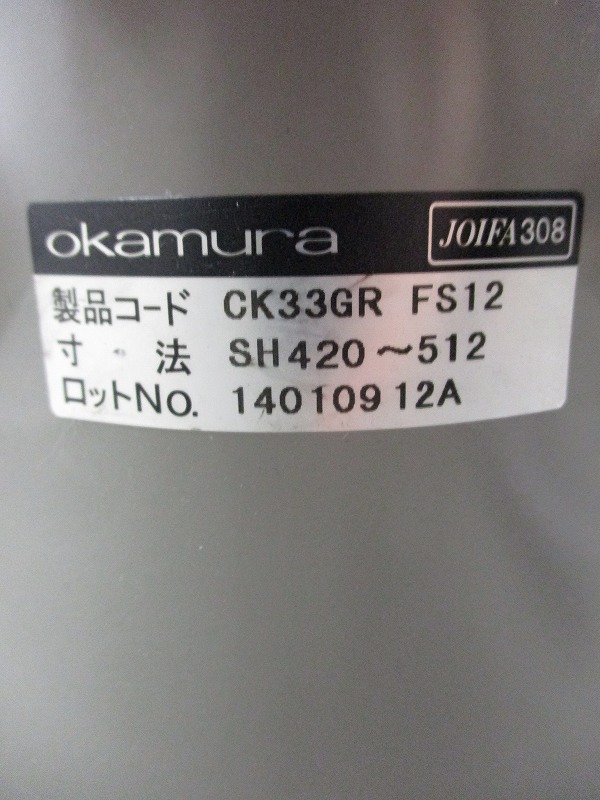 okamura JOIFA308
製品コード CK33GR FS12
寸法 SH420～512
ロットNo. 14010912A